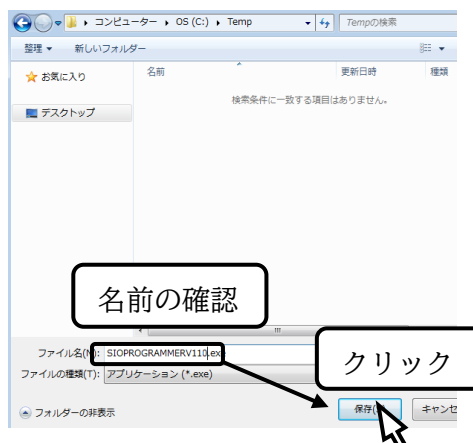 コンピューター ▸ OS (C:) ▸ Temp Tempの検索
整理 新しいフォルダー
お気に入り 名前 更新日時 種類
検索条件に一致する項目はありません。
デスクトップ
名前の確認
ファイル名(N): SIOPROGRAMMERV110.exe
クリック
ファイルの種類(T): アプリケーション (*.exe)
フォルダーの非表示 保存( キャンセ